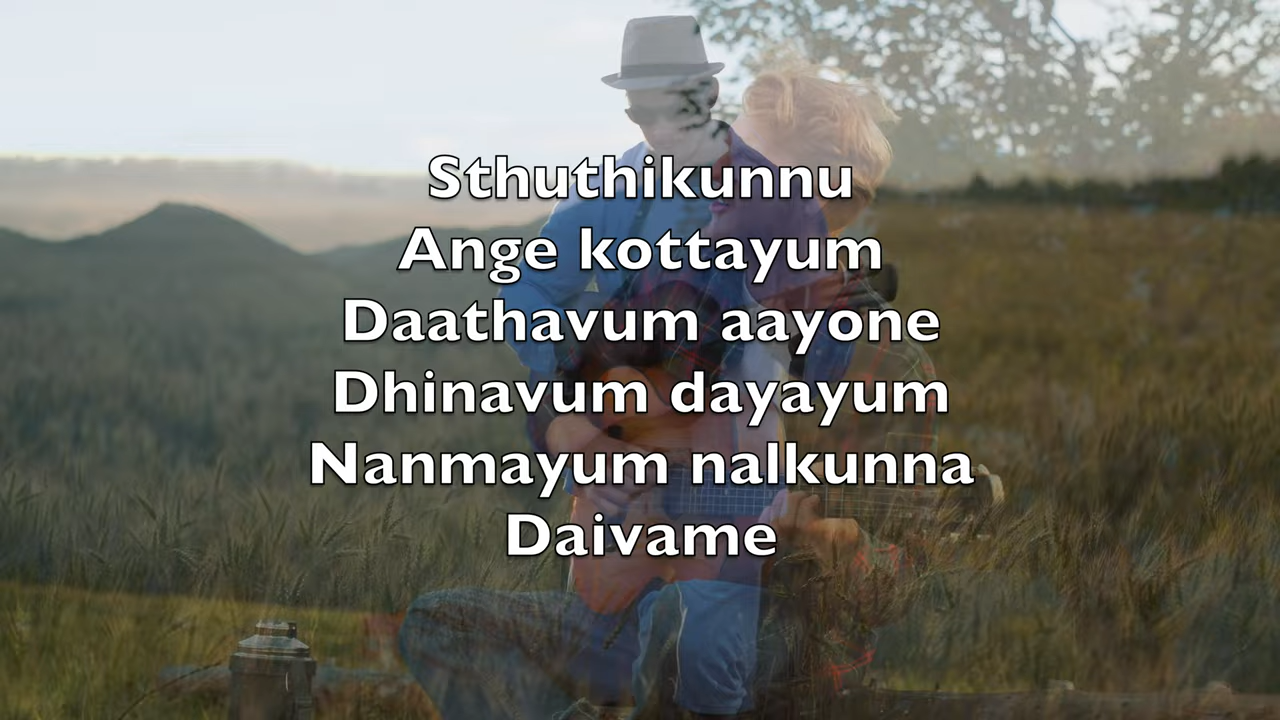 Sthuthikunnu
Ange kottayum
Daathavum aayone
Dhinavum dayayum
Nanmayum nalkunna
Daivame